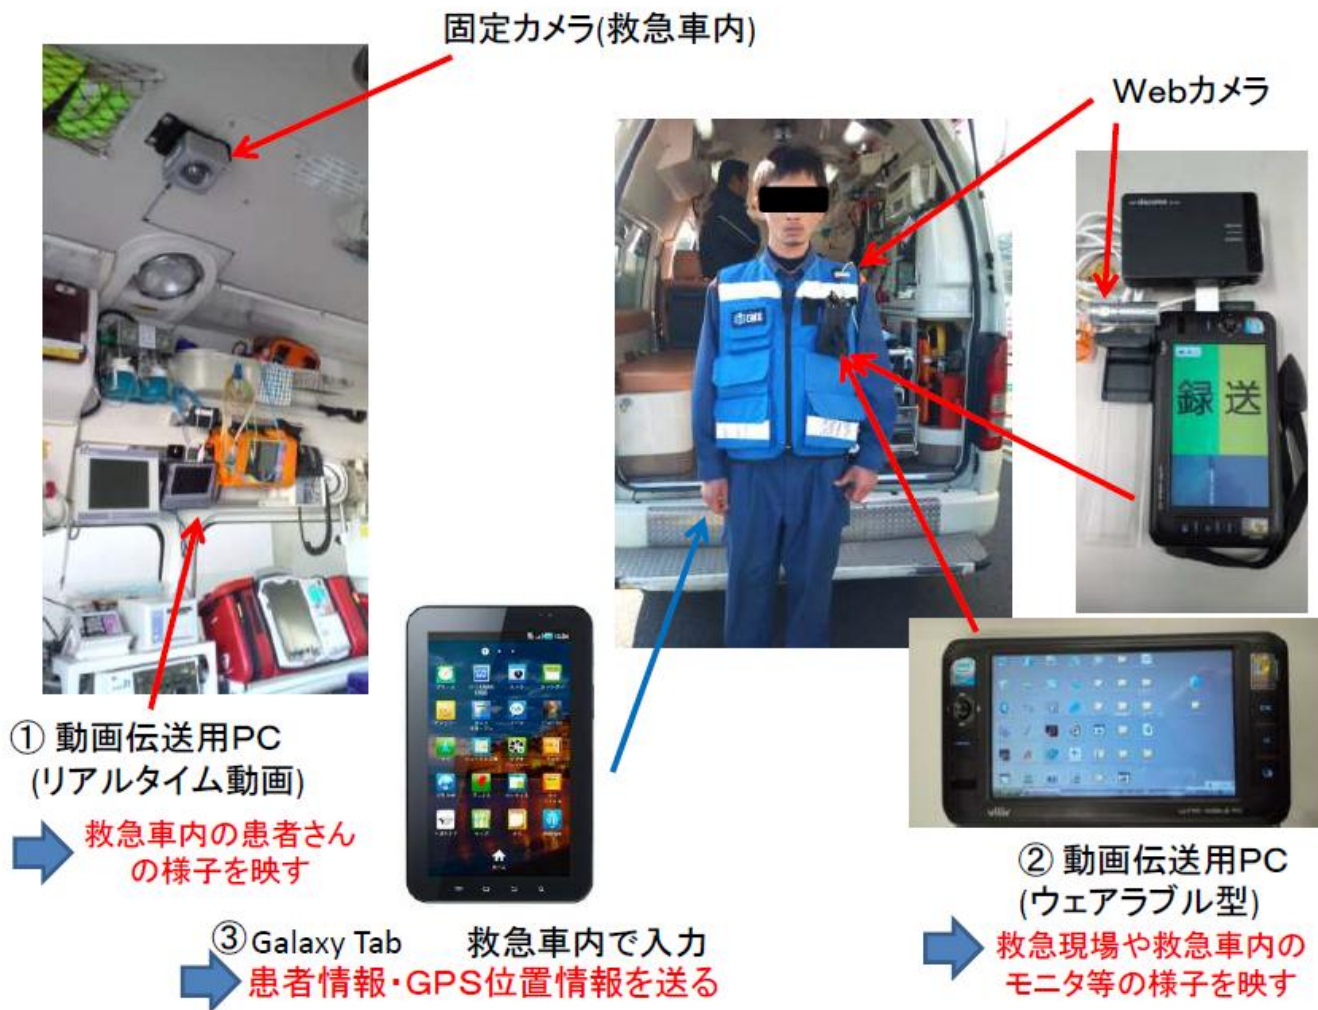 固定カメラ(救急車内)
Webカメラ
docomo
EMS
録 送
viliv
① 動画伝送用PC
(リアルタイム動画)
救急車内の患者さん
の様子を映す
② 動画伝送用PC
(ウェアラブル型)
救急現場や救急車内の
モニタ等の様子を映す
③ Galaxy Tab 救急車内で入力
患者情報・GPS位置情報を送る